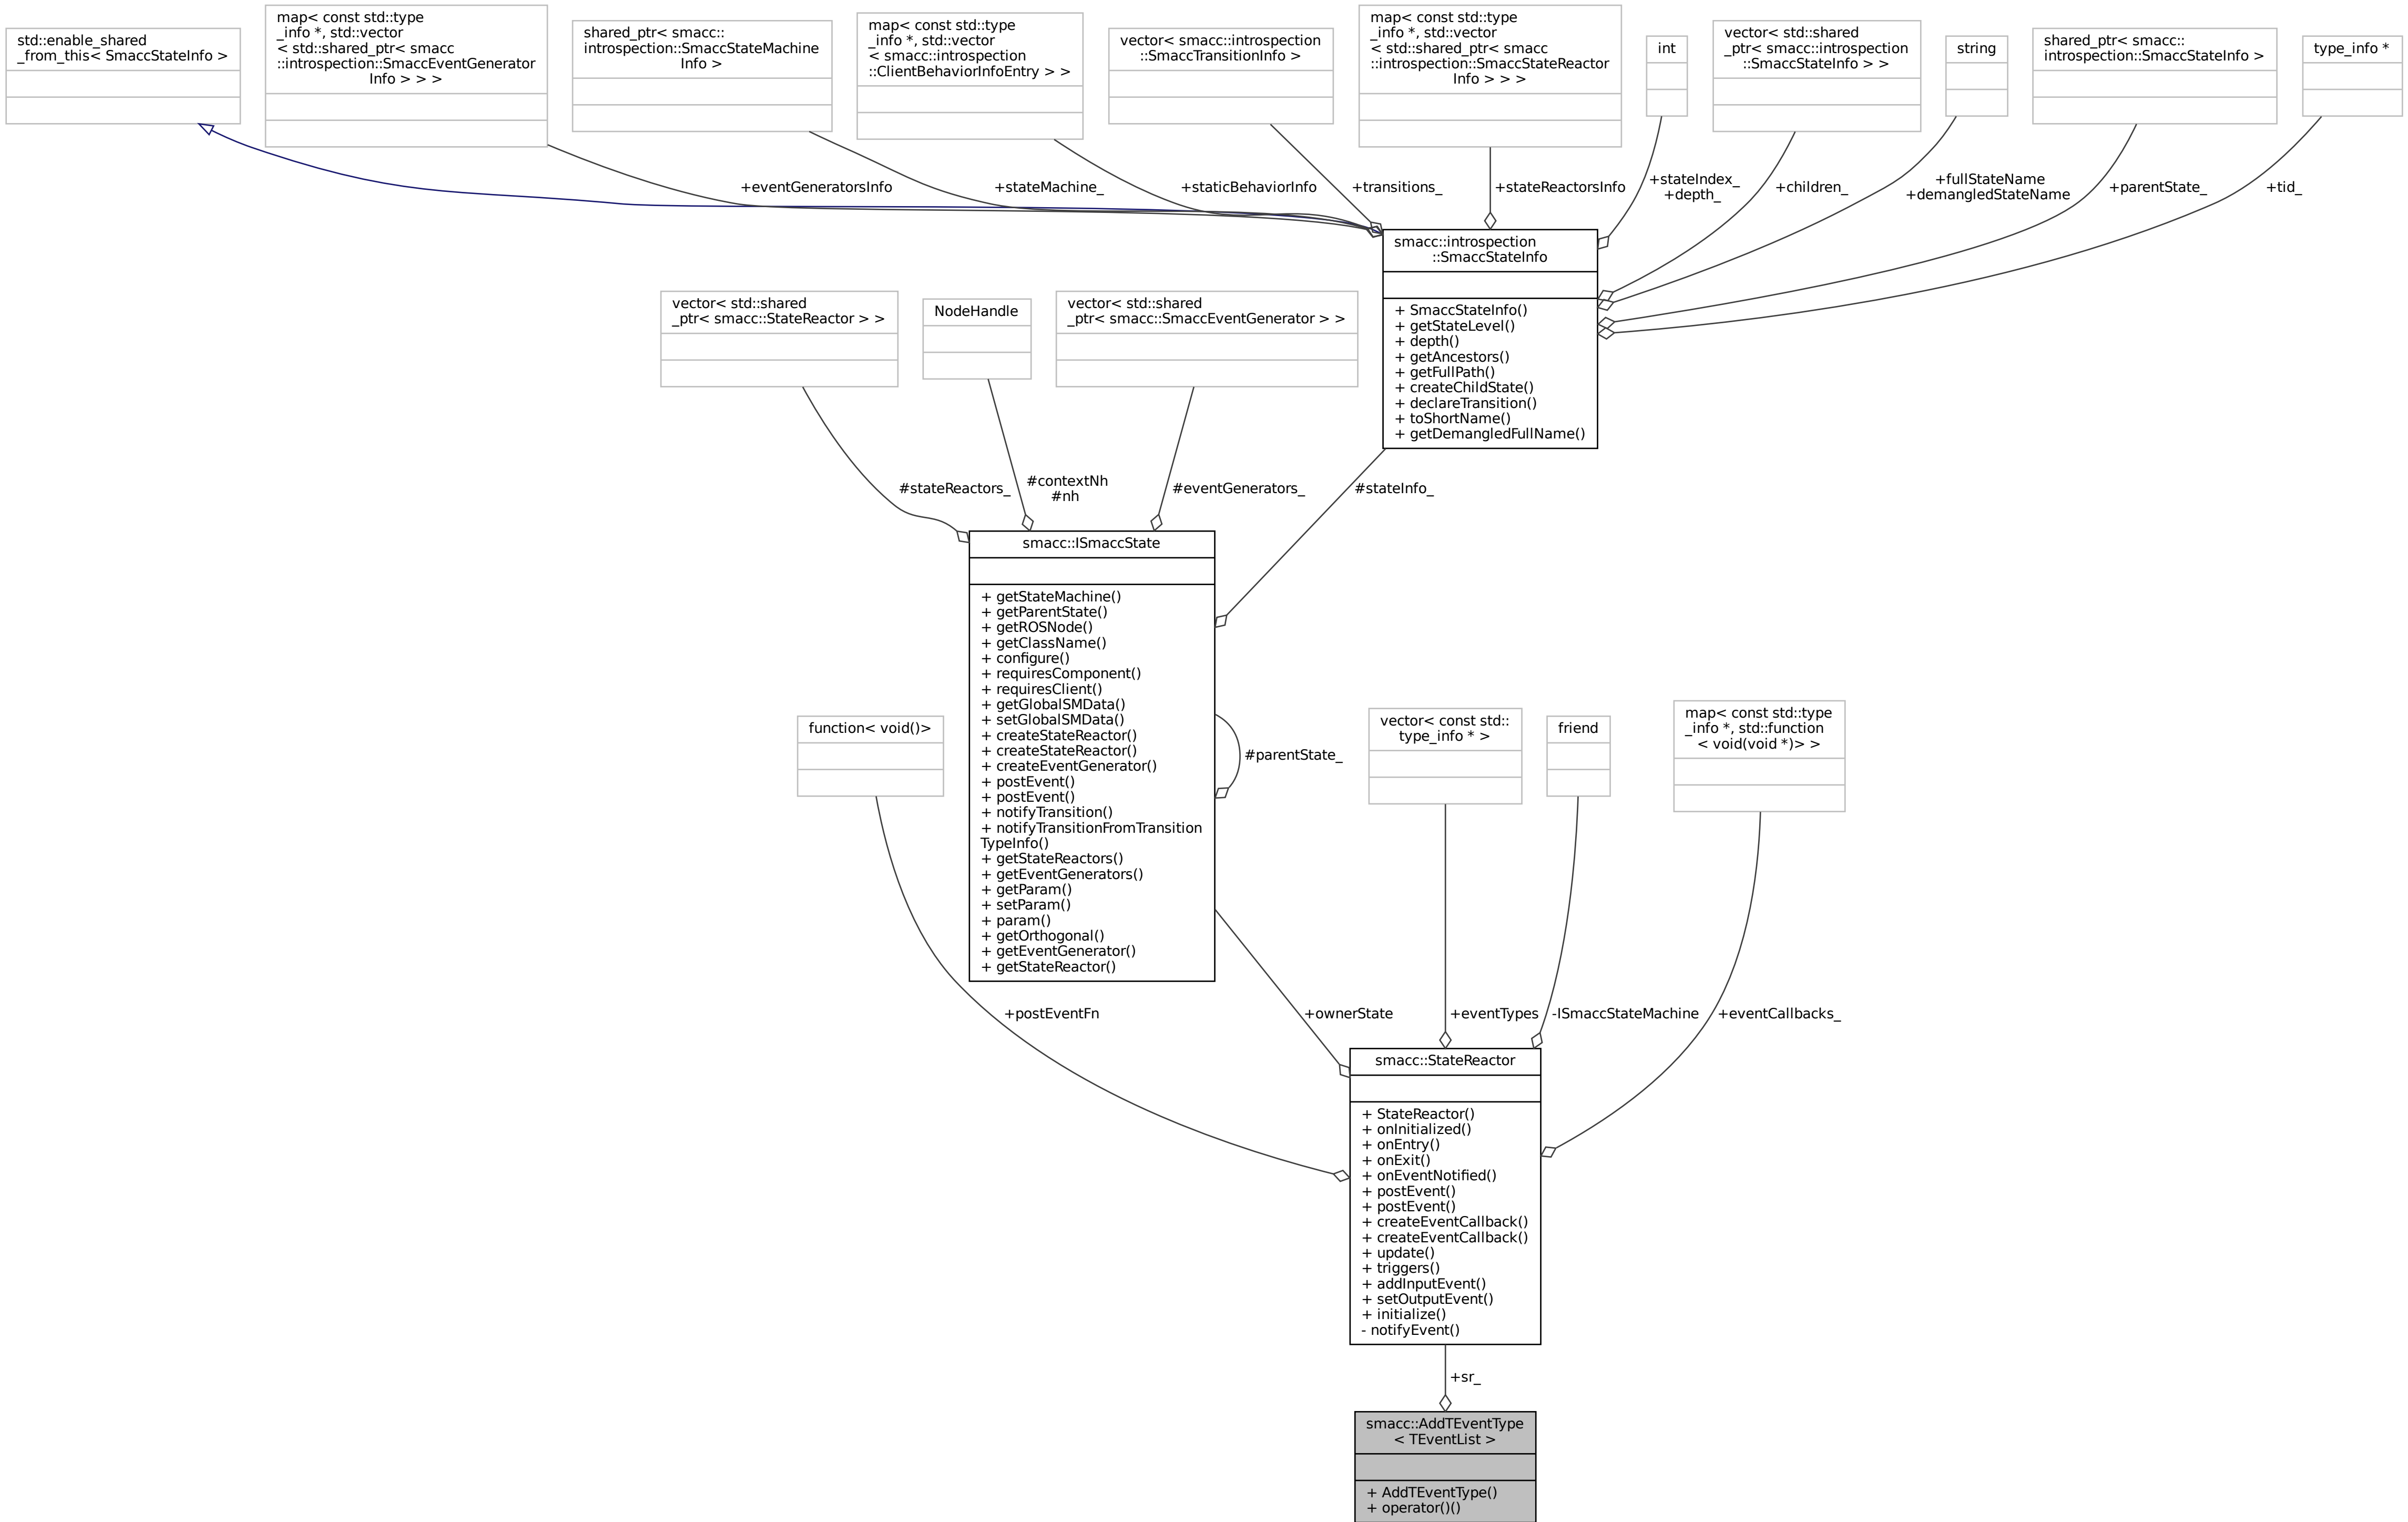 std::enable_shared
_from_this< SmaccStateInfo >
map< const std::type
_info *, std::vector
< std::shared_ptr< smacc
::introspection::SmaccEventGenerator
Info > > >
shared_ptr< smacc::
introspection::SmaccStateMachine
Info >
map< const std::type
_info *, std::vector
< smacc::introspection
::ClientBehaviorInfoEntry > >
vector< smacc::introspection
::SmaccTransitionInfo >
map< const std::type
_info *, std::vector
< std::shared_ptr< smacc
::introspection::SmaccStateReactor
Info > > >
int
vector< std::shared
_ptr< smacc::introspection
::SmaccStateInfo > >
string
shared_ptr< smacc::
introspection::SmaccStateInfo >
type_info *
+eventGeneratorsInfo
+stateMachine_
+staticBehaviorInfo
+transitions_
+stateReactorsInfo
+stateIndex_
+depth_
+children_
+fullStateName
+demangledStateName
+parentState_
+tid_
smacc::introspection
::SmaccStateInfo
+ SmaccStateInfo()
+ getStateLevel()
+ depth()
+ getAncestors()
+ getFullPath()
+ createChildState()
+ declareTransition()
+ toShortName()
+ getDemangledFullName()
vector< std::shared
_ptr< smacc::StateReactor > >
NodeHandle
vector< std::shared
_ptr< smacc::SmaccEventGenerator > >
#stateReactors_
#contextNh
#nh
#eventGenerators_
#stateInfo_
smacc::ISmaccState
+ getStateMachine()
+ getParentState()
+ getROSNode()
+ getClassName()
+ configure()
+ requiresComponent()
+ requiresClient()
+ getGlobalSMData()
+ setGlobalSMData()
+ createStateReactor()
+ createStateReactor()
+ createEventGenerator()
+ postEvent()
+ postEvent()
+ notifyTransition()
+ notifyTransitionFromTransition
TypeInfo()
+ getStateReactors()
+ getEventGenerators()
+ getParam()
+ setParam()
+ param()
+ getOrthogonal()
+ getEventGenerator()
+ getStateReactor()
#parentState_
function< void()>
vector< const std::
type_info * >
friend
map< const std::type
_info *, std::function
< void(void *)> >
+postEventFn
+ownerState
+eventTypes
-ISmaccStateMachine
+eventCallbacks_
smacc::StateReactor
+ StateReactor()
+ onInitialized()
+ onEntry()
+ onExit()
+ onEventNotified()
+ postEvent()
+ postEvent()
+ createEventCallback()
+ createEventCallback()
+ update()
+ triggers()
+ addInputEvent()
+ setOutputEvent()
+ initialize()
- notifyEvent()
+sr_
smacc::AddTEventType
< TEventList >
+ AddTEventType()
+ operator()()